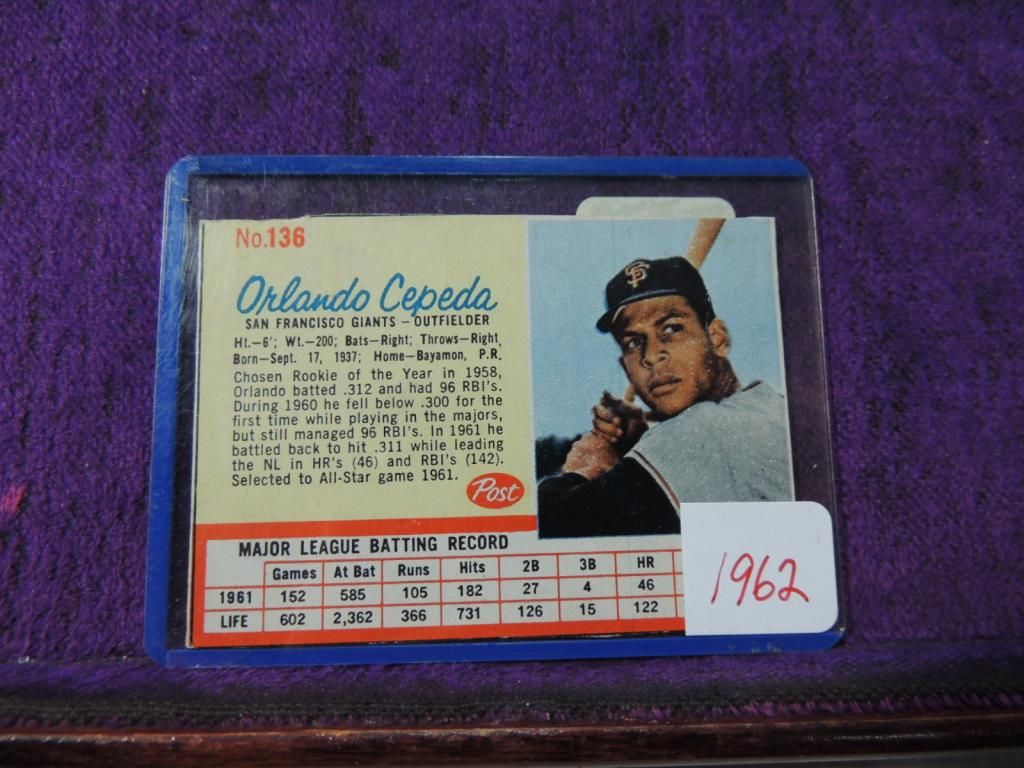 No.136
Orlando Cepeda
SAN FRANCISCO GIANTS – OUTFIELDER
Ht.—6'; Wt.—200; Bats—Right; Throws—Right,
Born—Sept. 17, 1937; Home—Bayamon, P.R.
Chosen Rookie of the Year in 1958,
Orlando batted .312 and had 96 RBI's.
During 1960 he fell below .300 for the
first time while playing in the majors,
but still managed 96 RBI's. In 1961 he
battled back to hit .311 while leading
the NL in HR's (46) and RBI's (142).
Selected to All-Star game 1961.
Post
SF
MAJOR LEAGUE BATTING RECORD
Games At Bat Runs Hits 2B 3B HR
1961 152 585 105 182 27 4 46
LIFE 602 2,362 366 731 126 15 122
1962